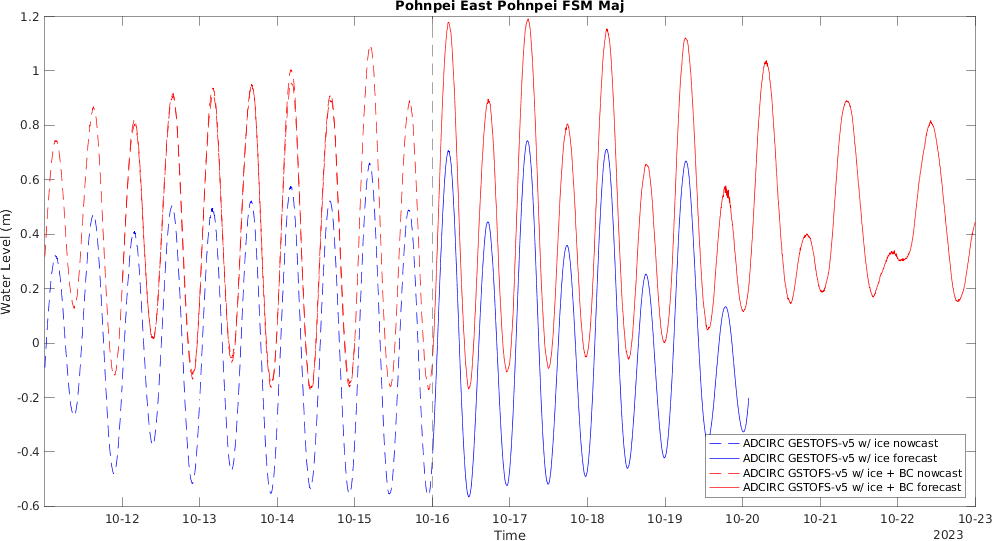 Pohnpei East Pohnpei FSM Maj
Water Level (m)
1.2
1
0.8
0.6
0.4
0.2
0
-0.2
-0.4
-0.6
ADCIRC GESTOFS-v5 w/ ice nowcast
ADCIRC GESTOFS-v5 w/ ice forecast
ADCIRC GSTOFS-v5 w/ ice + BC nowcast
ADCIRC GSTOFS-v5 w/ ice + BC forecast
10-12 10-13 10-14 10-15 10-16 10-17 10-18 10-19 10-20 10-21 10-22 10-23
Time
2023